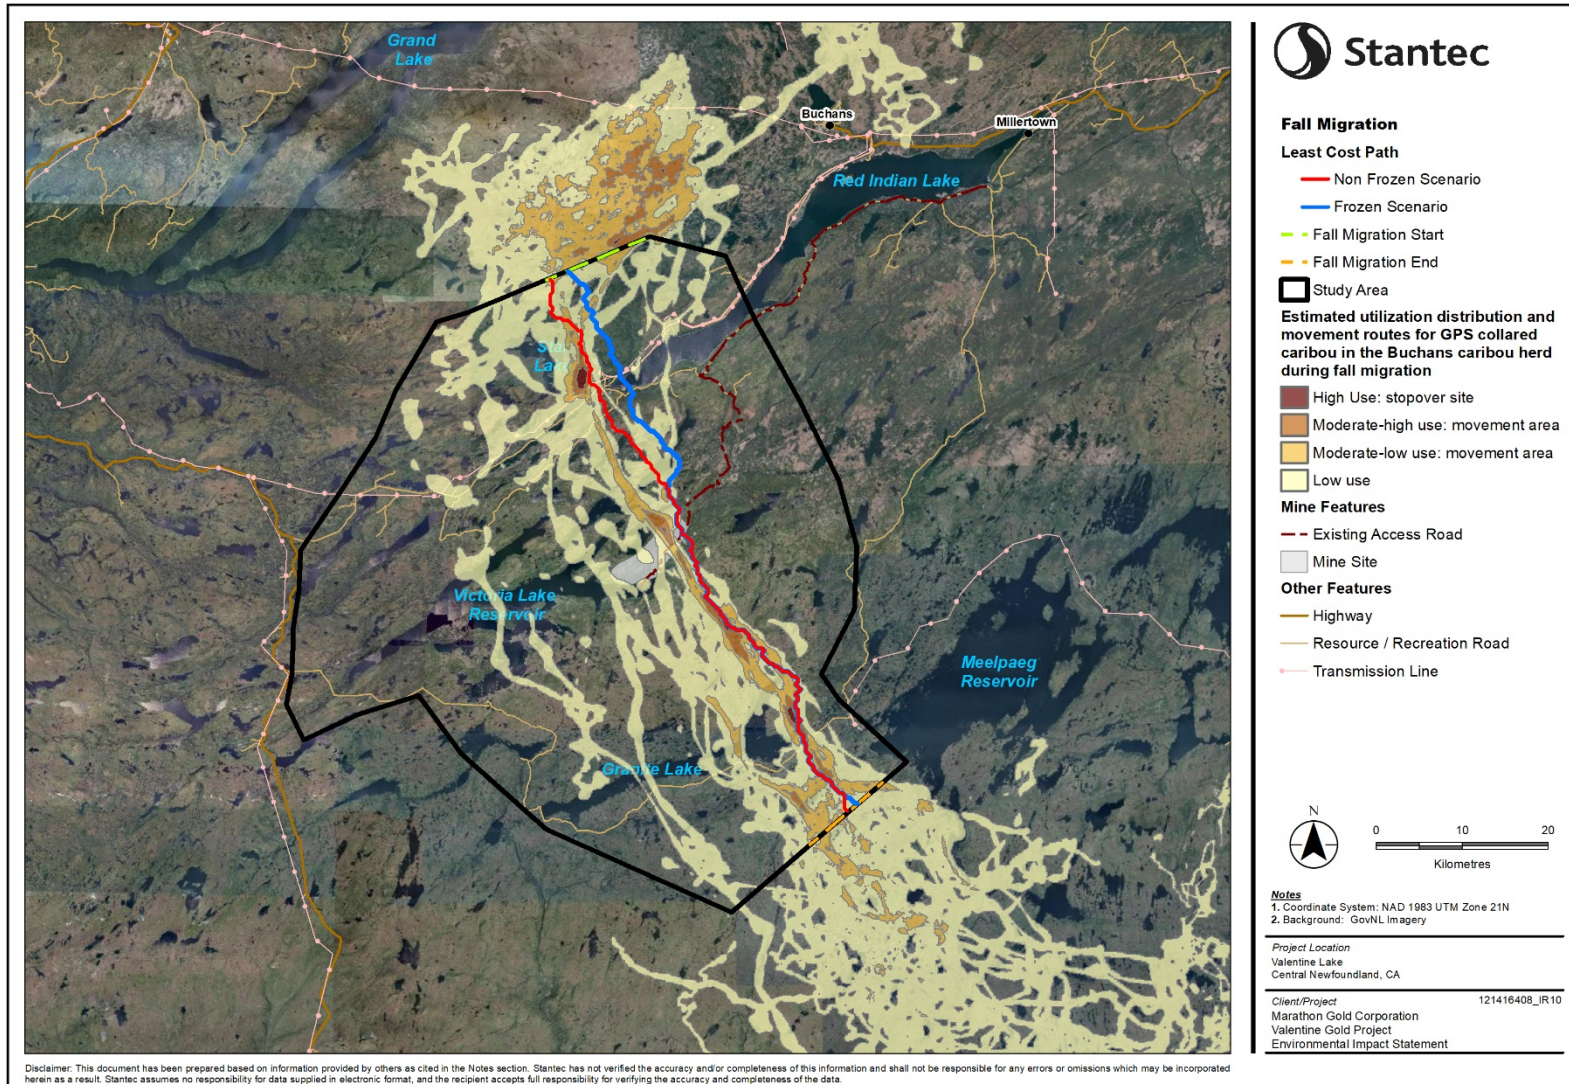 Grand
Lake
Buchans
Millertown
Red Indian Lake
Victoria Lake
Reservoir
Meelpaeg
Reservoir
Granite Lake
Stantec
Fall Migration
Least Cost Path
Non Frozen Scenario
Frozen Scenario
Fall Migration Start
Fall Migration End
Study Area
Estimated utilization distribution and
movement routes for GPS collared
caribou in the Buchans caribou herd
during fall migration
High Use: stopover site
Moderate-high use: movement area
Moderate-low use: movement area
Low use
Mine Features
Existing Access Road
Mine Site
Other Features
Highway
Resource / Recreation Road
Transmission Line
N
0 10 20
Kilometres
Notes
1. Coordinate System: NAD 1983 UTM Zone 21N
2. Background: GovNL Imagery
Project Location
Valentine Lake
Central Newfoundland, CA
Client/Project 121416408_IR10
Marathon Gold Corporation
Valentine Gold Project
Environmental Impact Statement
Disclaimer: This document has been prepared based on information provided by others as cited in the Notes section. Stantec has not verified the accuracy and/or completeness of this information and shall not be responsible for any errors or omissions which may be incorporated
herein as a result. Stantec assumes no responsibility for data supplied in electronic format, and the recipient accepts full responsibility for verifying the accuracy and completeness of the data.